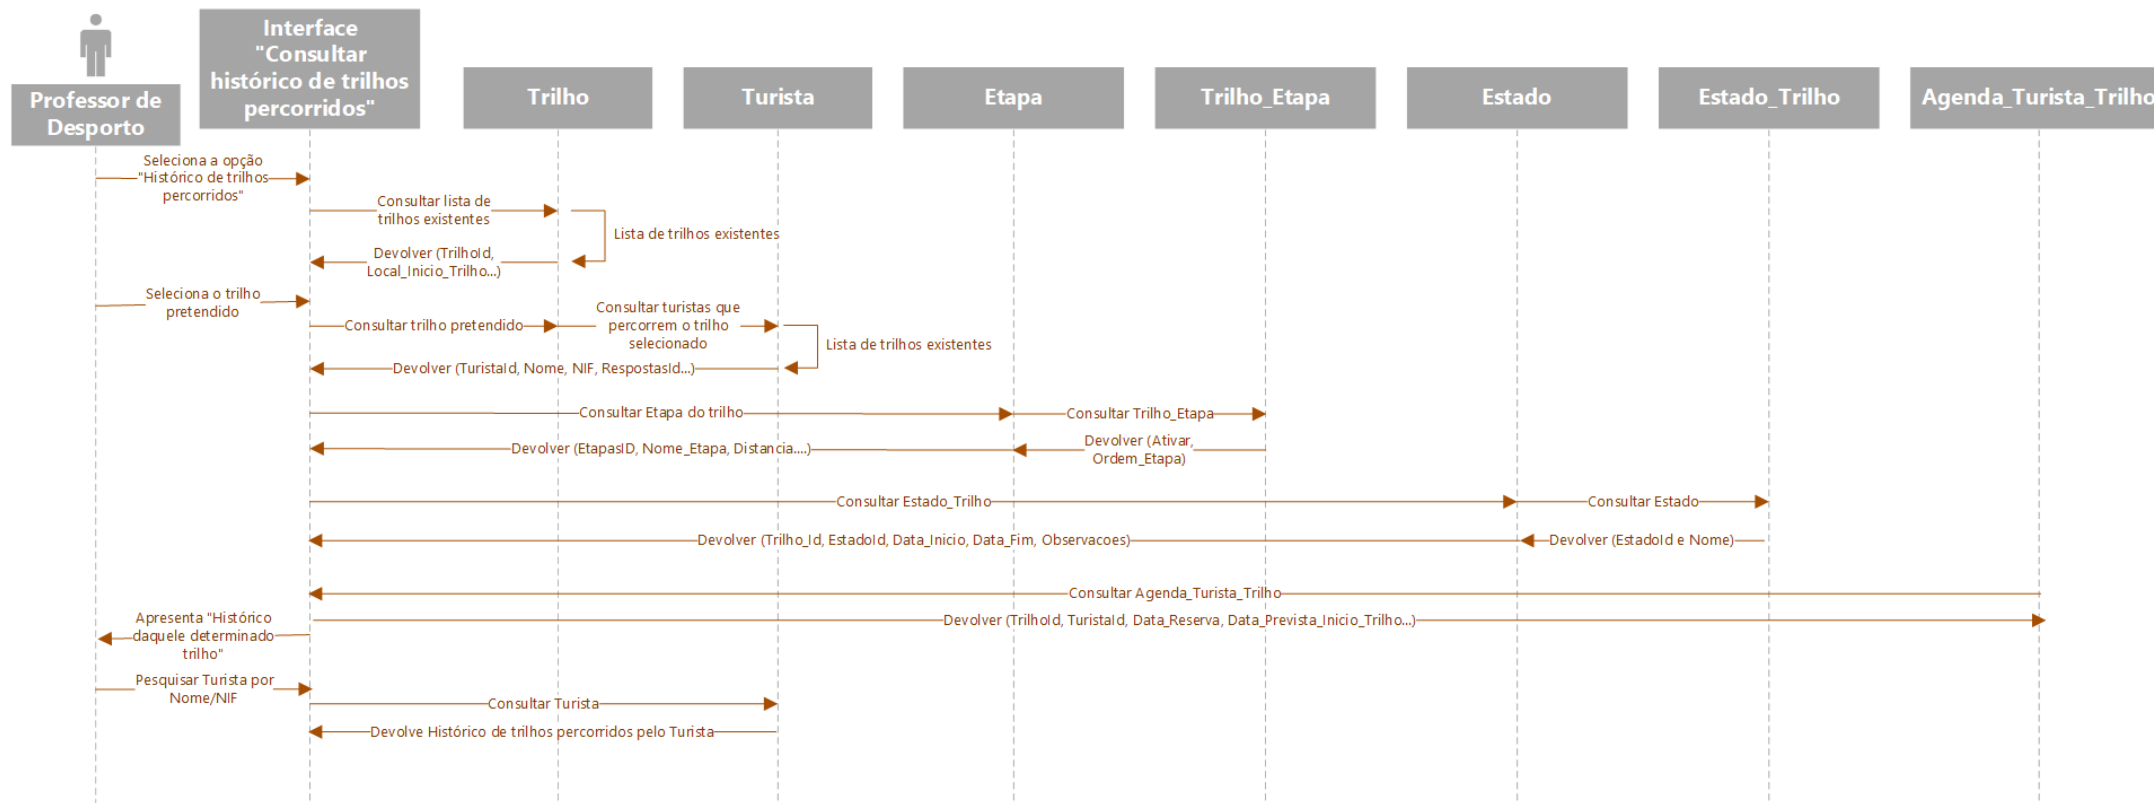 Professor de
Desporto
Interface
"Consultar
histórico de trilhos
percorridos"
Trilho
Turista
Etapa
Trilho_Etapa
Estado
Estado_Trilho
Agenda_Turista_Trilho
Seleciona a opção
"Histórico de trilhos
percorridos"
Consultar lista de
trilhos existentes
Lista de trilhos existentes
Devolver (TrilhoId,
Local_Inicio_Trilho...)
Seleciona o trilho
pretendido
Consultar trilho pretendido
Consultar turistas que
percorrem o trilho
selecionado
Lista de trilhos existentes
Devolver (TuristaId, Nome, NIF, RespostasId...)
Consultar Etapa do trilho
Consultar Trilho_Etapa
Devolver (EtapasID, Nome_Etapa, Distancia....)
Devolver (Ativar,
Ordem_Etapa)
Consultar Estado_Trilho
Consultar Estado
Devolver (Trilho_Id, EstadoId, Data_Inicio, Data_Fim, Observacoes)
Devolver (EstadoId e Nome)
Consultar Agenda_Turista_Trilho
Devolver (TrilhoId, TuristaId, Data_Reserva, Data_Prevista_Inicio_Trilho...)
Apresenta "Histórico
daquele determinado
trilho"
Pesquisar Turista por
Nome/NIF
Consultar Turista
Devolve Histórico de trilhos percorridos pelo Turista